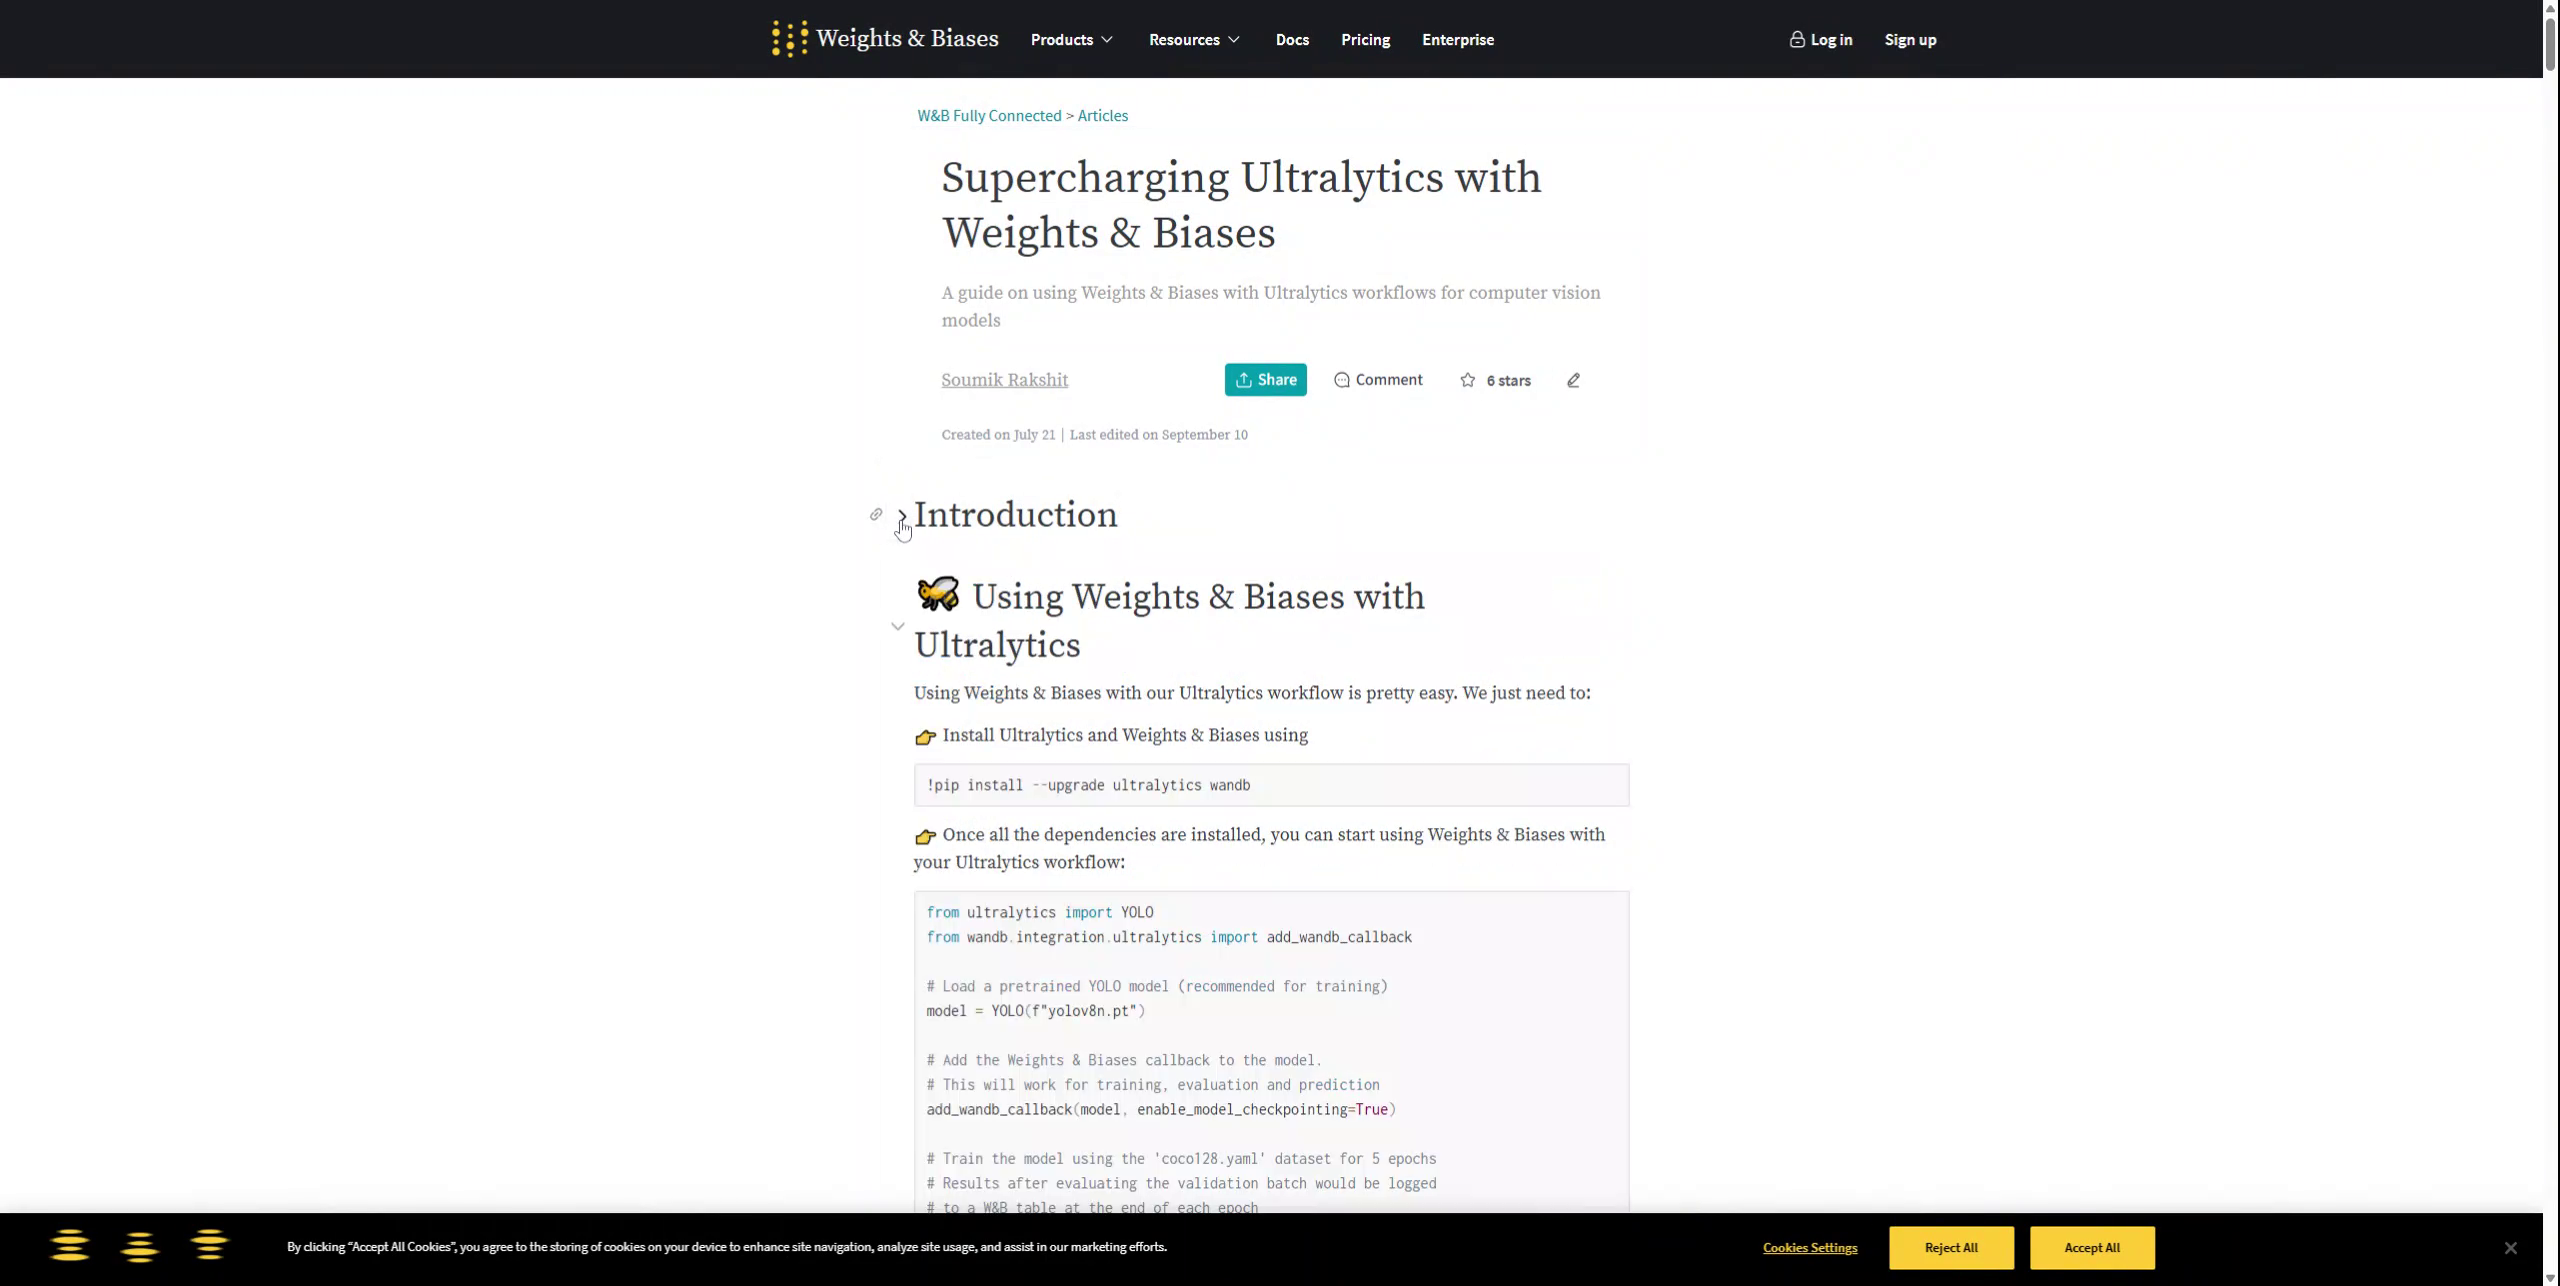 Weights & Biases Products Resources Docs Pricing Enterprise Log in Sign up
W&B Fully Connected > Articles
Supercharging Ultralytics with
Weights & Biases
A guide on using Weights & Biases with Ultralytics workflows for computer vision
models
Soumik Rakshit Share Comment 6 stars
Created on July 21 | Last edited on September 10
Introduction
Using Weights & Biases with
Ultralytics
Using Weights & Biases with our Ultralytics workflow is pretty easy. We just need to:
Install Ultralytics and Weights & Biases using
!pip install --upgrade ultralytics wandb
Once all the dependencies are installed, you can start using Weights & Biases with
your Ultralytics workflow:
from ultralytics import YOLO
from wandb.integration.ultralytics import add_wandb_callback
# Load a pretrained YOLO model (recommended for training)
model = YOLO(f"yolov8n.pt")
# Add the Weights & Biases callback to the model.
# This will work for training, evaluation and prediction
add_wandb_callback(model, enable_model_checkpointing=True)
# Train the model using the 'coco128.yaml' dataset for 5 epochs
# Results after evaluating the validation batch would be logged
# to a W&B table at the end of each epoch
By clicking “Accept All Cookies”, you agree to the storing of cookies on your device to enhance site navigation, analyze site usage, and assist in our marketing efforts. Cookies Settings Reject All Accept All